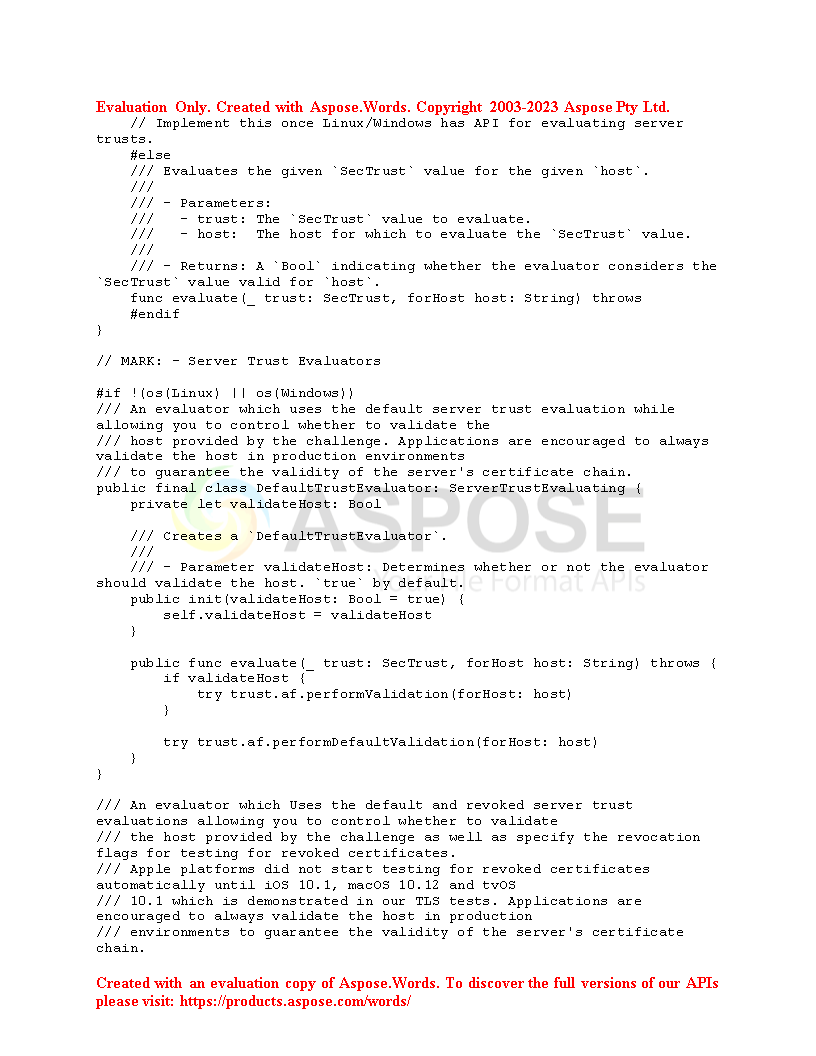 Evaluation Only. Created with Aspose.Words. Copyright 2003-2023 Aspose Pty Ltd.
    // Implement this once Linux/Windows has API for evaluating server
trusts.
    #else
    /// Evaluates the given `SecTrust` value for the given `host`.
    ///
    /// - Parameters:
    ///   - trust: The `SecTrust` value to evaluate.
    ///   - host:  The host for which to evaluate the `SecTrust` value.
    ///
    /// - Returns: A `Bool` indicating whether the evaluator considers the
`SecTrust` value valid for `host`.
    func evaluate(_ trust: SecTrust, forHost host: String) throws
    #endif
}

// MARK: - Server Trust Evaluators

#if !(os(Linux) || os(Windows))
/// An evaluator which uses the default server trust evaluation while
allowing you to control whether to validate the
/// host provided by the challenge. Applications are encouraged to always
validate the host in production environments
/// to guarantee the validity of the server's certificate chain.
public final class DefaultTrustEvaluator: ServerTrustEvaluating {
    private let validateHost: Bool

ASPOSE
    /// Creates a `DefaultTrustEvaluator`.
    ///
    /// - Parameter validateHost: Determines whether or not the evaluator
should validate the host. `true` by default.
File Format APIs
    public init(validateHost: Bool = true) {
        self.validateHost = validateHost
    }

    public func evaluate(_ trust: SecTrust, forHost host: String) throws {
        if validateHost {
            try trust.af.performValidation(forHost: host)
        }

        try trust.af.performDefaultValidation(forHost: host)
    }
}

/// An evaluator which Uses the default and revoked server trust
evaluations allowing you to control whether to validate
/// the host provided by the challenge as well as specify the revocation
flags for testing for revoked certificates.
/// Apple platforms did not start testing for revoked certificates
automatically until iOS 10.1, macOS 10.12 and tvOS
/// 10.1 which is demonstrated in our TLS tests. Applications are
encouraged to always validate the host in production
/// environments to guarantee the validity of the server's certificate
chain.

Created with an evaluation copy of Aspose.Words. To discover the full versions of our APIs
please visit: https://products.aspose.com/words/